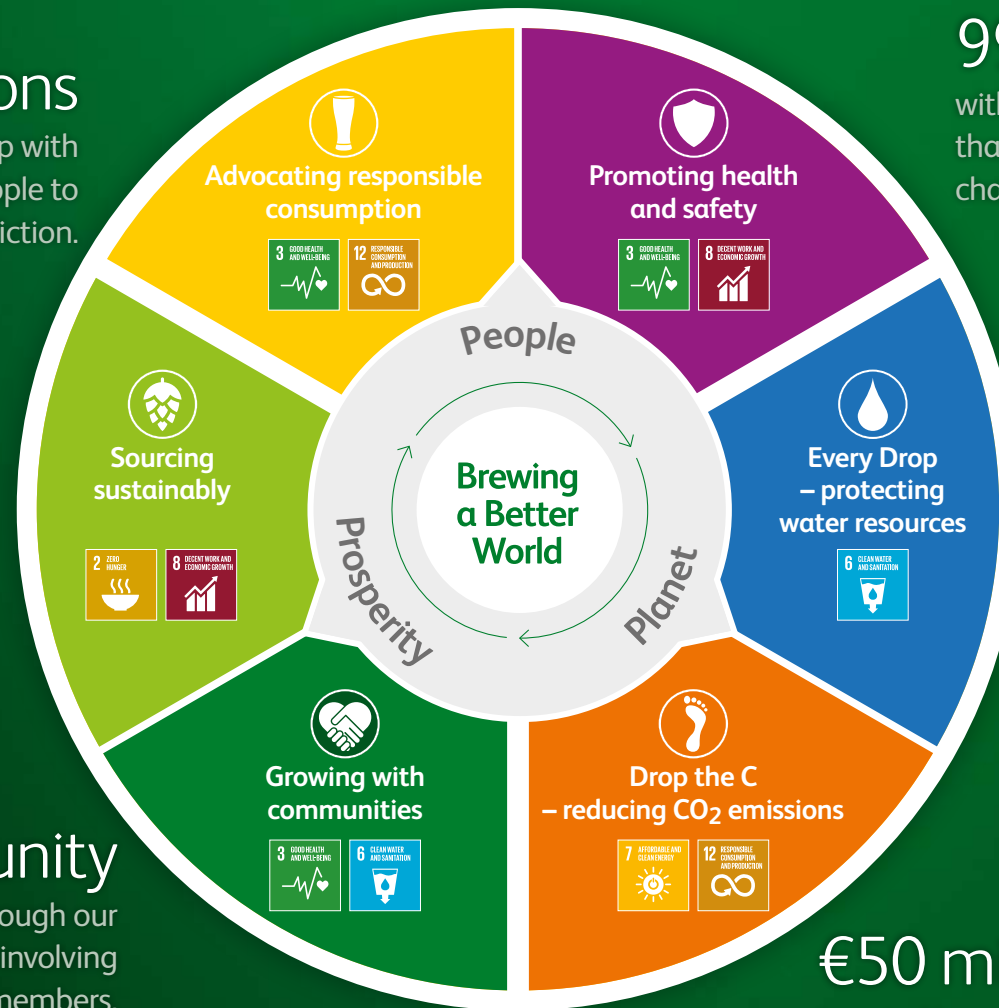 ons
p with
ople to
iction.
with
tha
cha
Advocating responsible
consumption
3 GOOD HEALTH
AND WELL-BEING
12 RESPONSIBLE
CONSUMPTION
AND PRODUCTION
Promoting health
and safety
3 GOOD HEALTH
AND WELL-BEING
8 DECENT WORK AND
ECONOMIC GROWTH
People
Sourcing
sustainably
2 ZERO
HUNGER
8 DECENT WORK AND
ECONOMIC GROWTH
Brewing
a Better
World
Every Drop
– protecting
water resources
6 CLEAN WATER
AND SANITATION
Prosperity
Planet
Growing with
communities
3 GOOD HEALTH
AND WELL-BEING
6 CLEAN WATER
AND SANITATION
Drop the C
– reducing CO2 emissions
7 AFFORDABLE AND
CLEAN ENERGY
12 RESPONSIBLE
CONSUMPTION
AND PRODUCTION
unity
ough our
involving
members.
€50 m